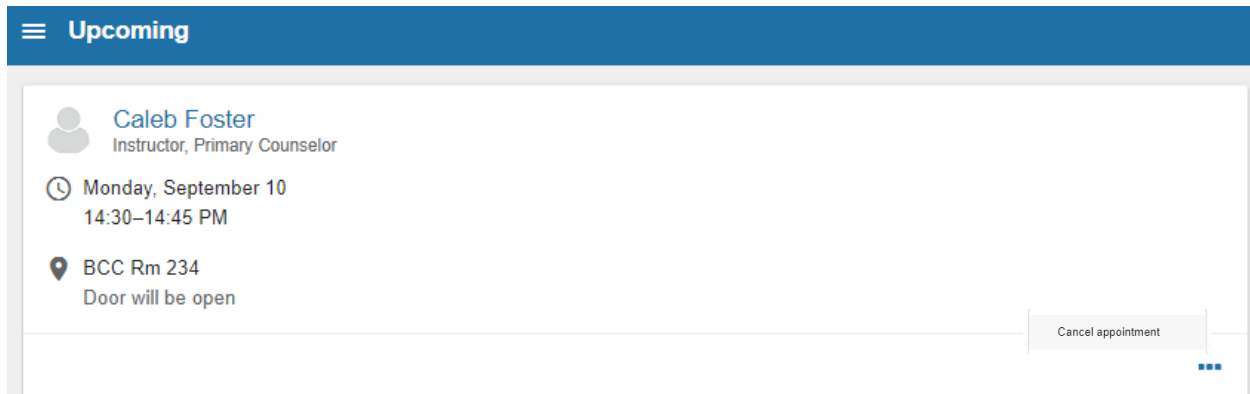 Upcoming
Caleb Foster
Instructor, Primary Counselor
Monday, September 10
14:30–14:45 PM
BCC Rm 234
Door will be open
Cancel appointment